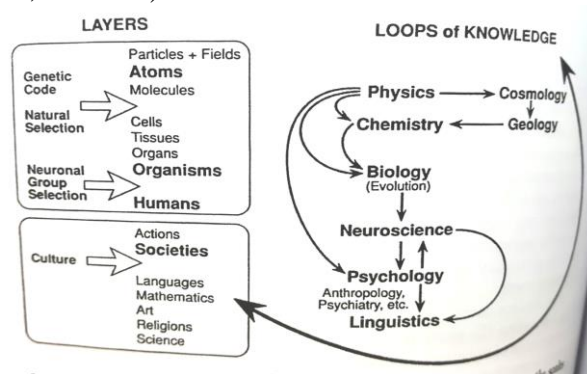 LAYERS
Particles + Fields
Genetic
Code
Atoms
Molecules
Natural
Selection
Cells
Tissues
Organs
Neuronal
Group
Selection
Organisms
Humans
Actions
Culture
Societies
Languages
Mathematics
Art
Religions
Science
LOOPS of KNOWLEDGE
Physics
Cosmology
Chemistry
Geology
Biology
(Evolution)
Neuroscience
Psychology
Anthropology,
Psychiatry, etc.
Linguistics